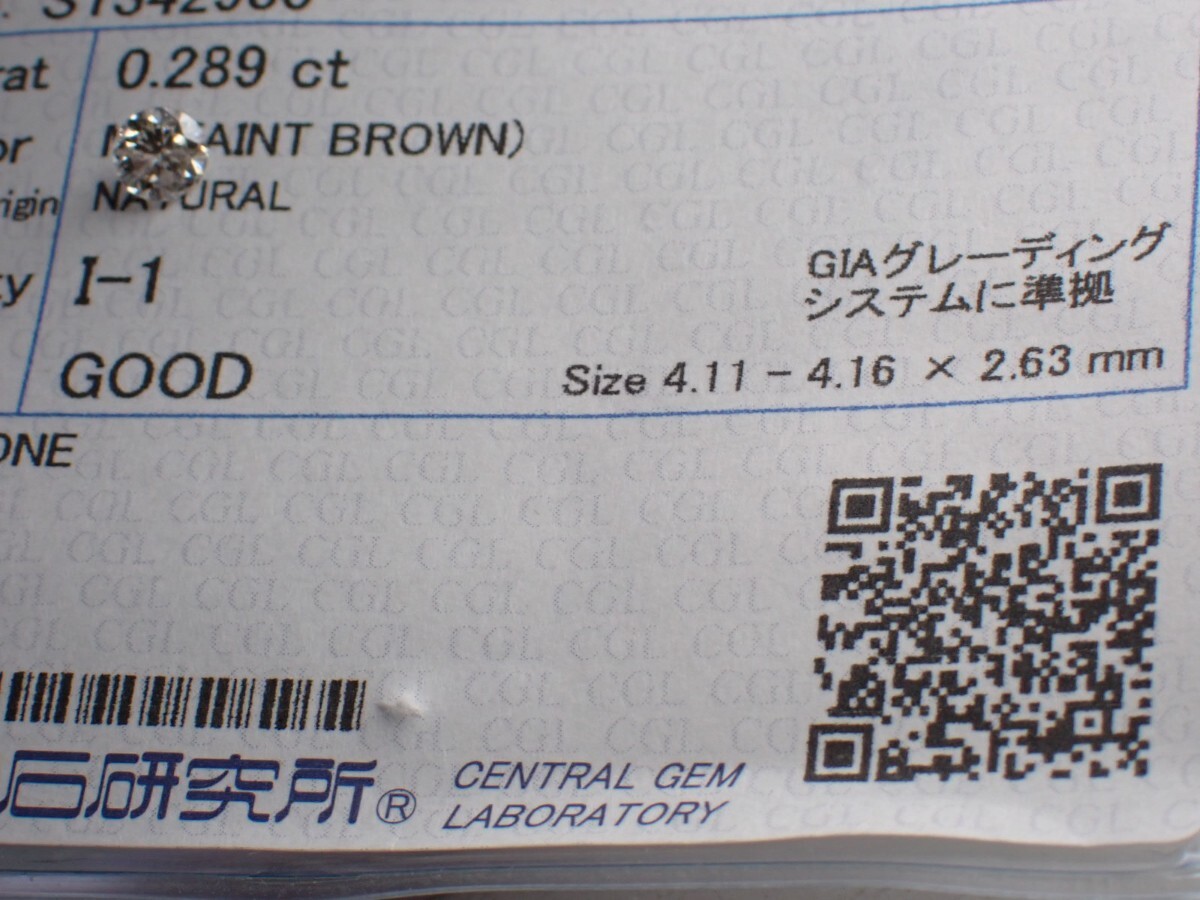 0.289 ct
BROWN)
NATURAL
I-1
GOOD
GIAグレーディング
システムに準拠
Size 4.11 - 4.16 × 2.63 mm
CGL
石研究所®
CENTRAL GEM
LABORATORY